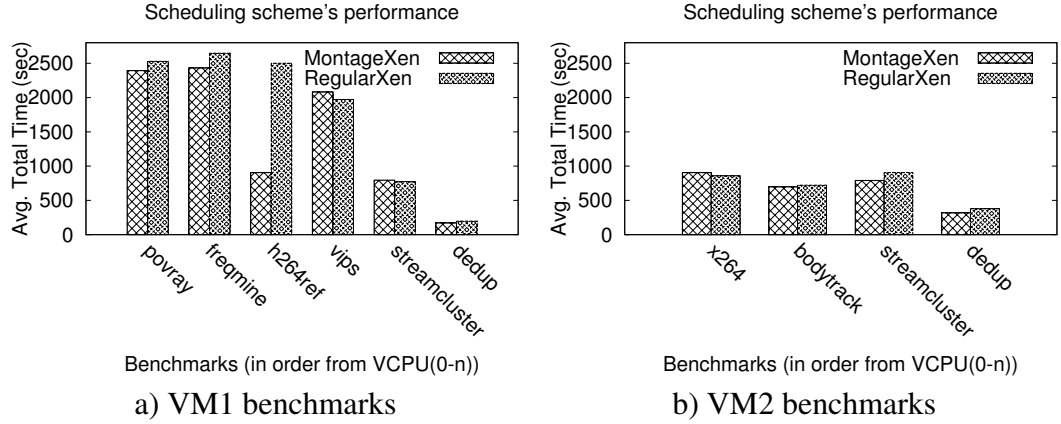 Scheduling scheme's performance
Avg. Total Time (sec)
2500
2000
1500
1000
500
0
MontageXen
RegularXen
povray
freqmine
h264ref
vips
streamcluster
dedup
Benchmarks (in order from VCPU(0-n))
a) VM1 benchmarks
Scheduling scheme's performance
Avg. Total Time (sec)
2500
2000
1500
1000
500
0
MontageXen
RegularXen
x264
bodytrack
streamcluster
dedup
Benchmarks (in order from VCPU(0-n))
b) VM2 benchmarks